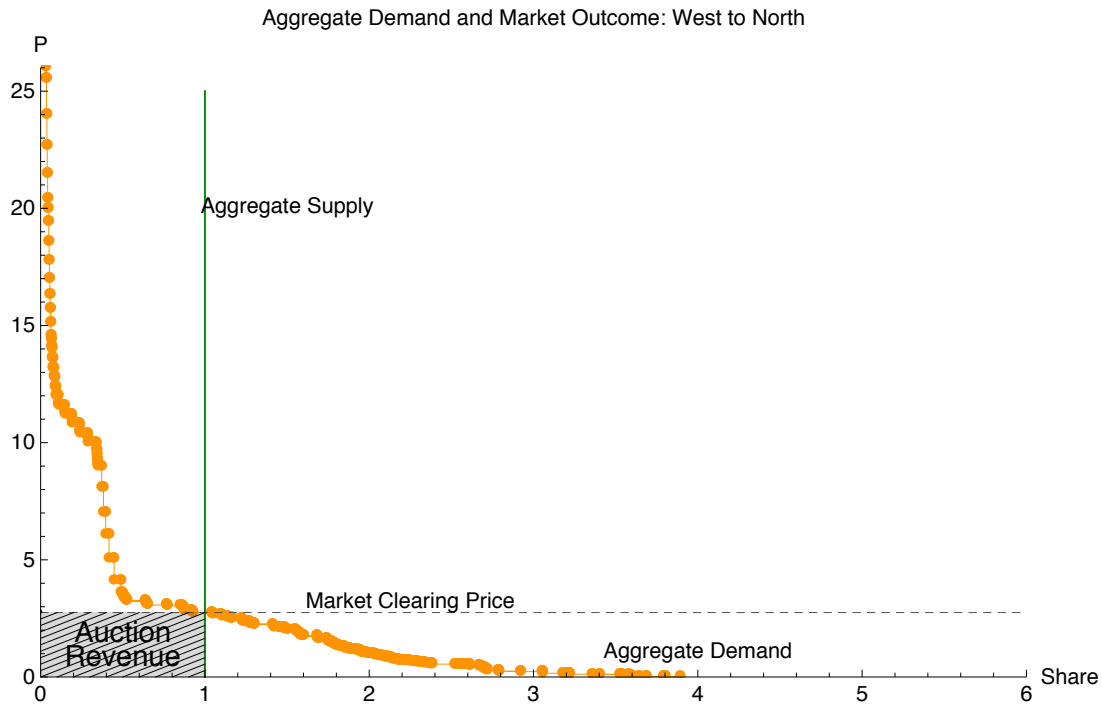 Aggregate Demand and Market Outcome: West to North
P
25
20
Aggregate Supply
15
10
5
Market Clearing Price
Auction
Revenue
Aggregate Demand
0
Share
0 1 2 3 4 5 6